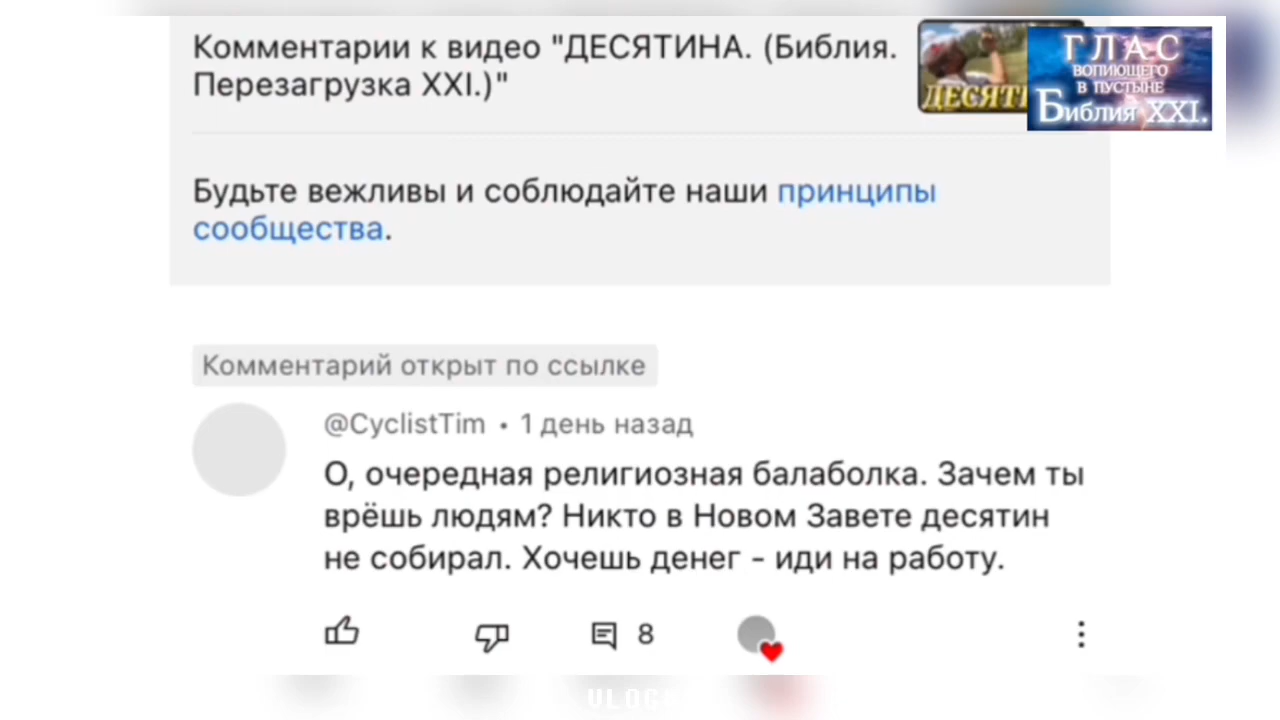 Комментарии к видео "ДЕСЯТИНА. (Библия.
Перезагрузка XXI.)"
ДЕСЯТ
ГЛАС
ВОПИЮЩЕГО
В ПУСТЫНЕ
Библия XXI.
Будьте вежливы и соблюдайте наши принципы
сообщества.
Комментарий открыт по ссылке
@CyclistTim • 1 день назад
О, очередная религиозная балаболка. Зачем ты
врёшь людям? Никто в Новом Завете десятин
не собирал. Хочешь денег - иди на работу.
8